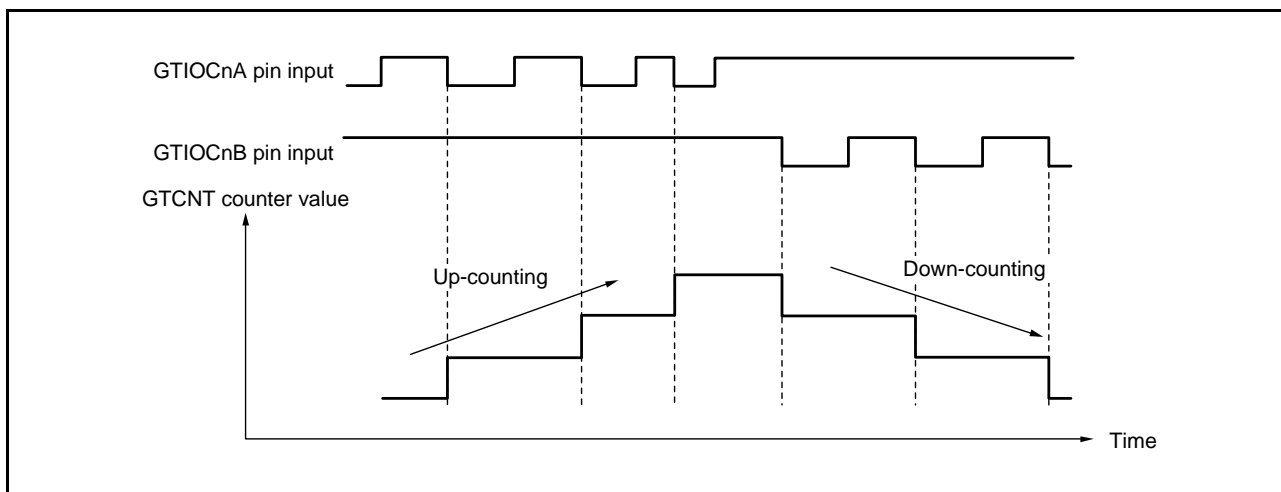 GTIOCnA pin input
GTIOCnB pin input
GTCNT counter value
Up-counting
Down-counting
Time